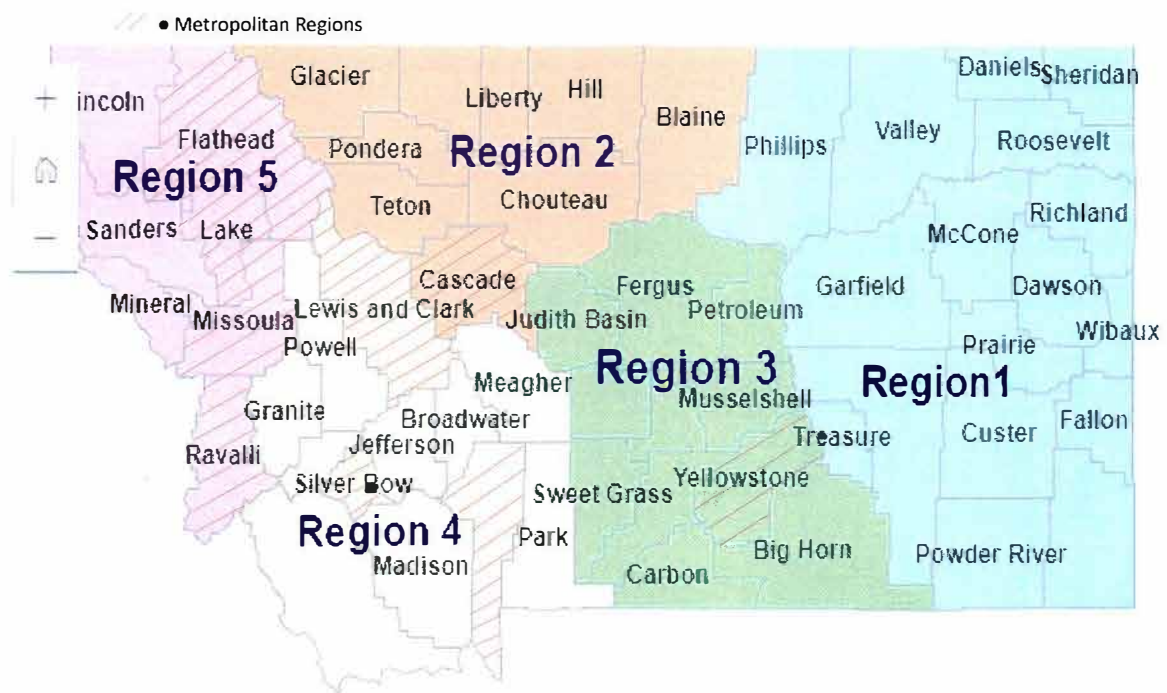 • Metropolitan Regions
Daniels
Sheridan
Glacier
Liberty
Hill
incoln
Blaine
Flathead
Pondera
Region 2
Phillips
Valley
Roosevelt
Region 5
Teton
Chouteau
Richland
Sanders
Lake
McCone
Cascade
Fergus
Garfield
Dawson
Mineral
Missoula
Lewis and Clark
Judith Basin
Petroleum
Wibaux
Powell
Prairie
Region 3
Region1
Meagher
Musselshell
Granite
Broadwater
Fallon
Jefferson
Treasure
Custer
Ravalli
Silver Bow
Yellowstone
Sweet Grass
Region 4
Park
Big Horn
Powder River
Madison
Carbon